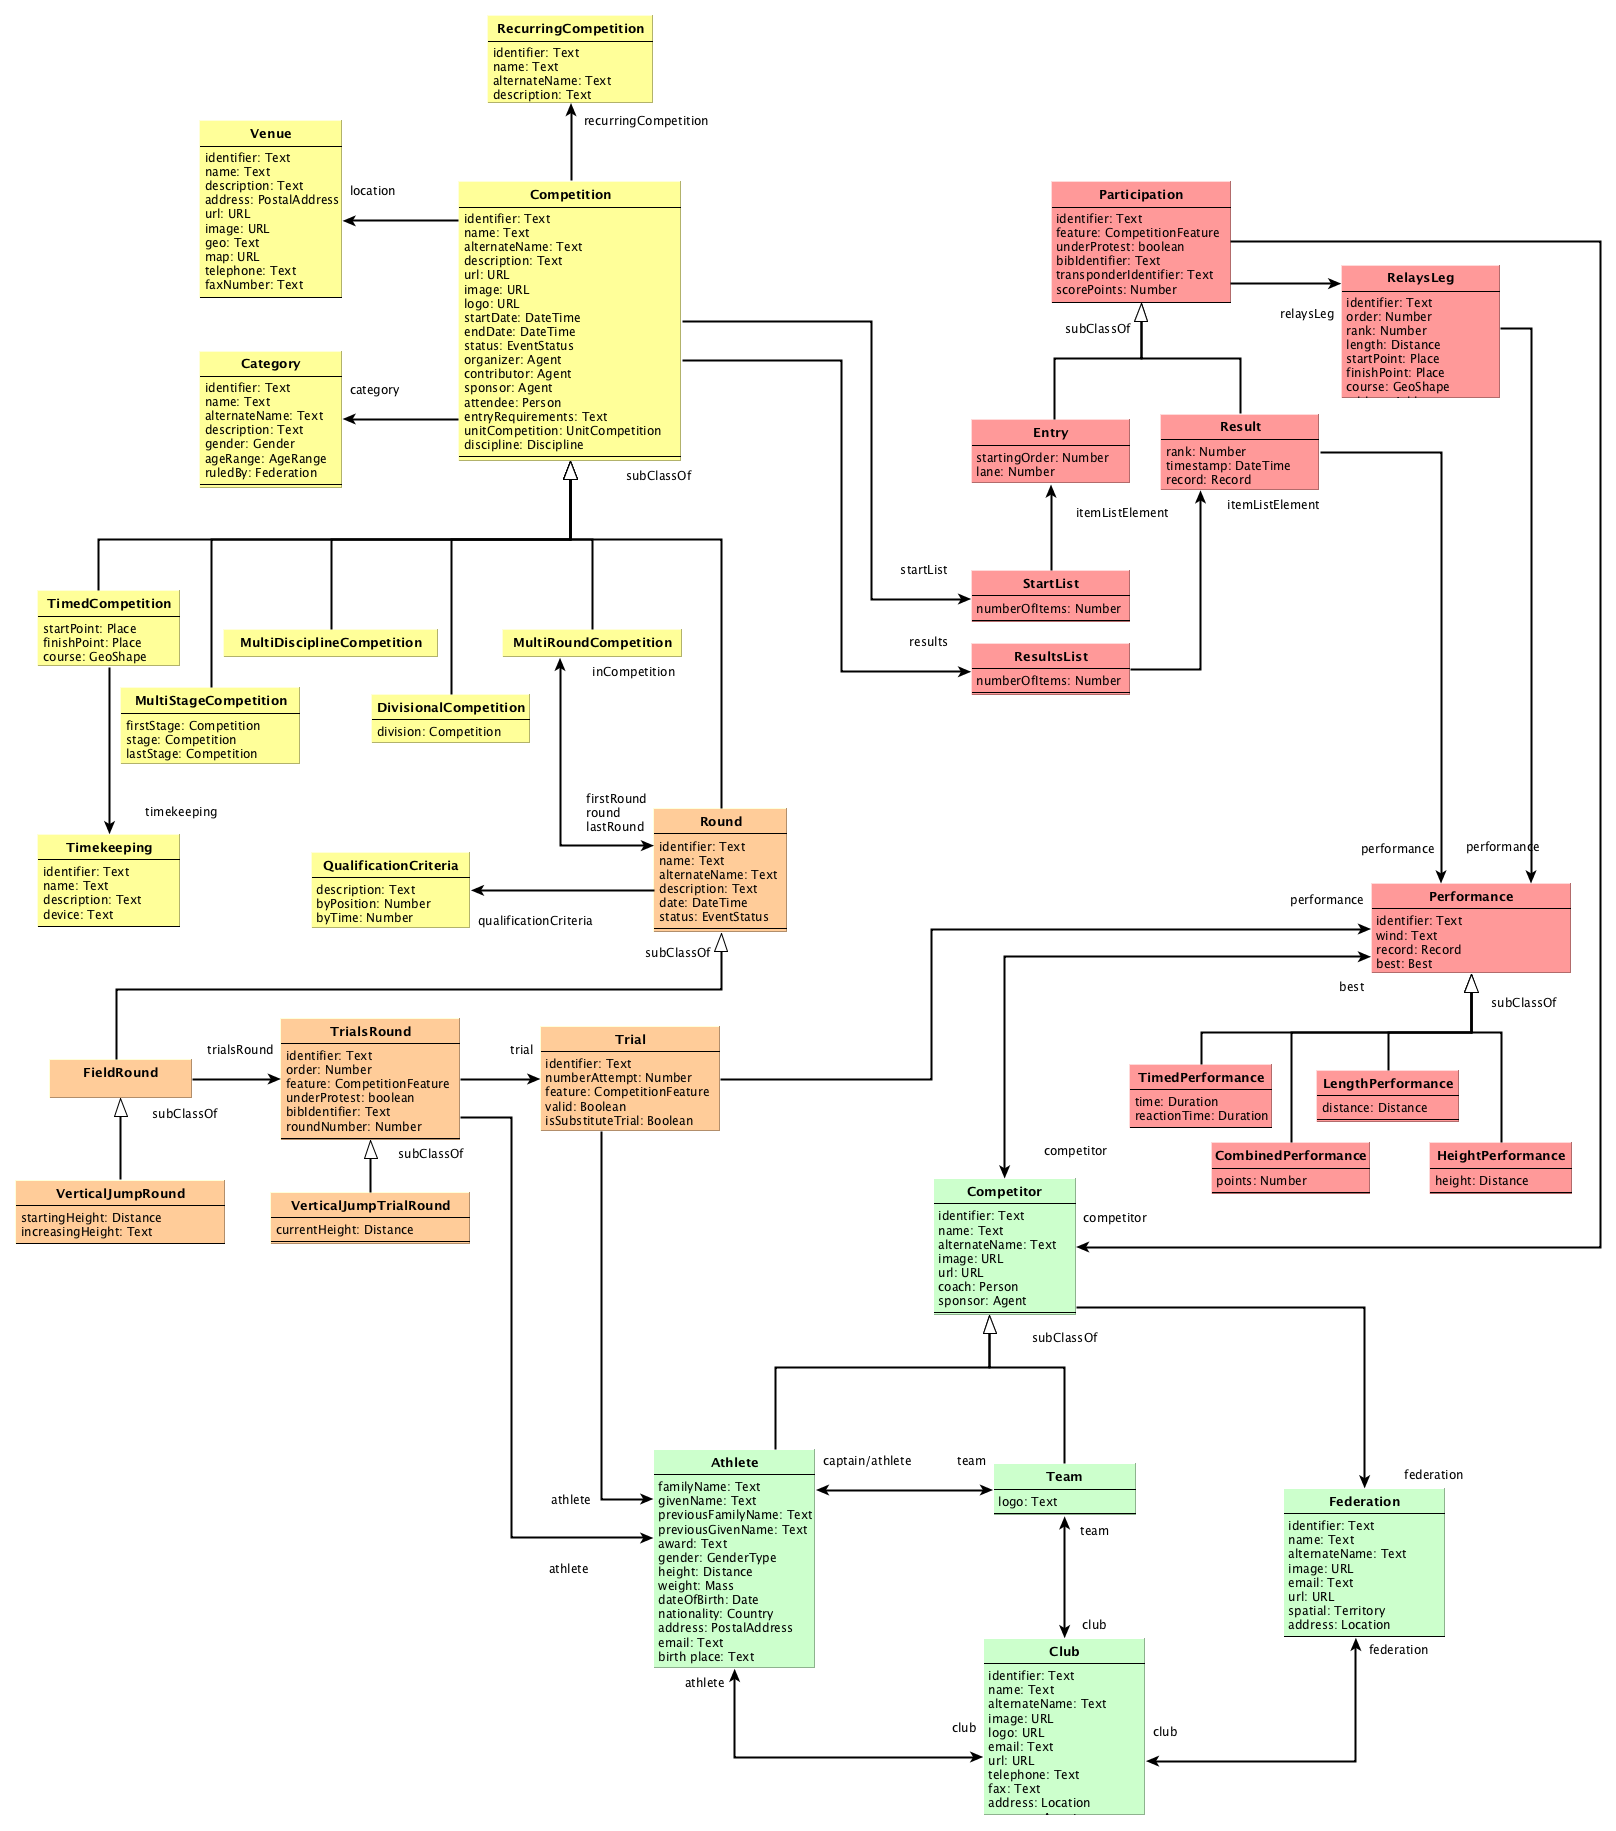 RecurringCompetition
identifier: Text
name: Text
alternateName: Text
description: Text
recurringCompetition
Venue
identifier: Text
name: Text
description: Text
address: PostalAddress
url: URL
image: URL
geo: Text
map: URL
telephone: Text
faxNumber: Text
location
Competition
identifier: Text
name: Text
alternateName: Text
description: Text
url: URL
image: URL
logo: URL
startDate: DateTime
endDate: DateTime
status: EventStatus
organizer: Agent
contributor: Agent
sponsor: Agent
attendee: Person
entryRequirements: Text
unitCompetition: UnitCompetition
discipline: Discipline
Category
identifier: Text
name: Text
alternateName: Text
description: Text
gender: Gender
ageRange: AgeRange
ruledBy: Federation
category
subClassOf
Participation
identifier: Text
feature: CompetitionFeature
underProtest: boolean
bibIdentifier: Text
transponderIdentifier: Text
scorePoints: Number
subClassOf
relaysLeg
RelaysLeg
identifier: Text
order: Number
rank: Number
length: Distance
startPoint: Place
finishPoint: Place
course: GeoShape
Entry
startingOrder: Number
lane: Number
Result
rank: Number
timestamp: DateTime
record: Record
itemListElement
itemListElement
startList
StartList
numberOfItems: Number
results
ResultsList
numberOfItems: Number
TimedCompetition
startPoint: Place
finishPoint: Place
course: GeoShape
MultiDisciplineCompetition
MultiRoundCompetition
inCompetition
MultiStageCompetition
firstStage: Competition
stage: Competition
lastStage: Competition
DivisionalCompetition
division: Competition
timekeeping
Timekeeping
identifier: Text
name: Text
description: Text
device: Text
firstRound
round
lastRound
Round
identifier: Text
name: Text
alternateName: Text
description: Text
date: DateTime
status: EventStatus
QualificationCriteria
description: Text
byPosition: Number
byTime: Number
qualificationCriteria
subClassOf
performance
performance
performance
Performance
identifier: Text
wind: Text
record: Record
best: Best
best
subClassOf
FieldRound
trialsRound
subClassOf
TrialsRound
identifier: Text
order: Number
feature: CompetitionFeature
underProtest: boolean
bibIdentifier: Text
roundNumber: Number
subClassOf
trial
Trial
identifier: Text
numberAttempt: Number
feature: CompetitionFeature
valid: Boolean
isSubstituteTrial: Boolean
VerticalJumpRound
startingHeight: Distance
increasingHeight: Text
VerticalJumpTrialRound
currentHeight: Distance
TimedPerformance
time: Duration
reactionTime: Duration
LengthPerformance
distance: Distance
CombinedPerformance
points: Number
HeightPerformance
height: Distance
competitor
Competitor
identifier: Text
name: Text
alternateName: Text
image: URL
url: URL
coach: Person
sponsor: Agent
competitor
subClassOf
athlete
athlete
Athlete
familyName: Text
givenName: Text
previousFamilyName: Text
previousGivenName: Text
award: Text
gender: GenderType
height: Distance
weight: Mass
dateOfBirth: Date
nationality: Country
address: PostalAddress
email: Text
birth place: Text
captain/athlete
team
Team
logo: Text
team
federation
Federation
identifier: Text
name: Text
alternateName: Text
image: URL
email: Text
url: URL
spatial: Territory
address: Location
federation
club
Club
identifier: Text
name: Text
alternateName: Text
image: URL
logo: URL
email: Text
url: URL
telephone: Text
fax: Text
address: Location
athlete
club
club